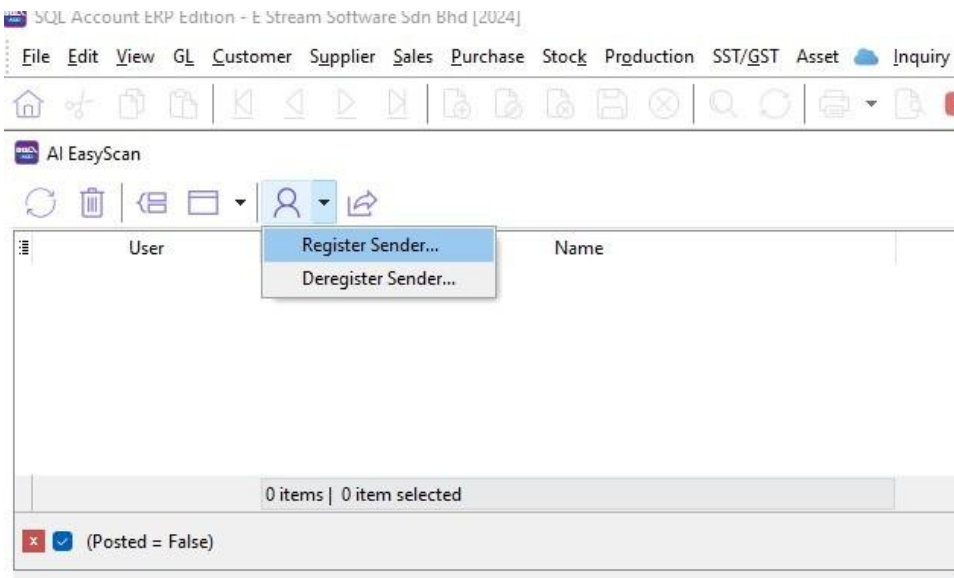 SQL Account ERP Edition - E Stream Software Sdn Bhd [2024]
File Edit View GL Customer Supplier Sales Purchase Stock Production SST/GST Asset Inquiry
AI EasyScan
Register Sender...
Deregister Sender...
User Name
0 items | 0 item selected
(Posted = False)